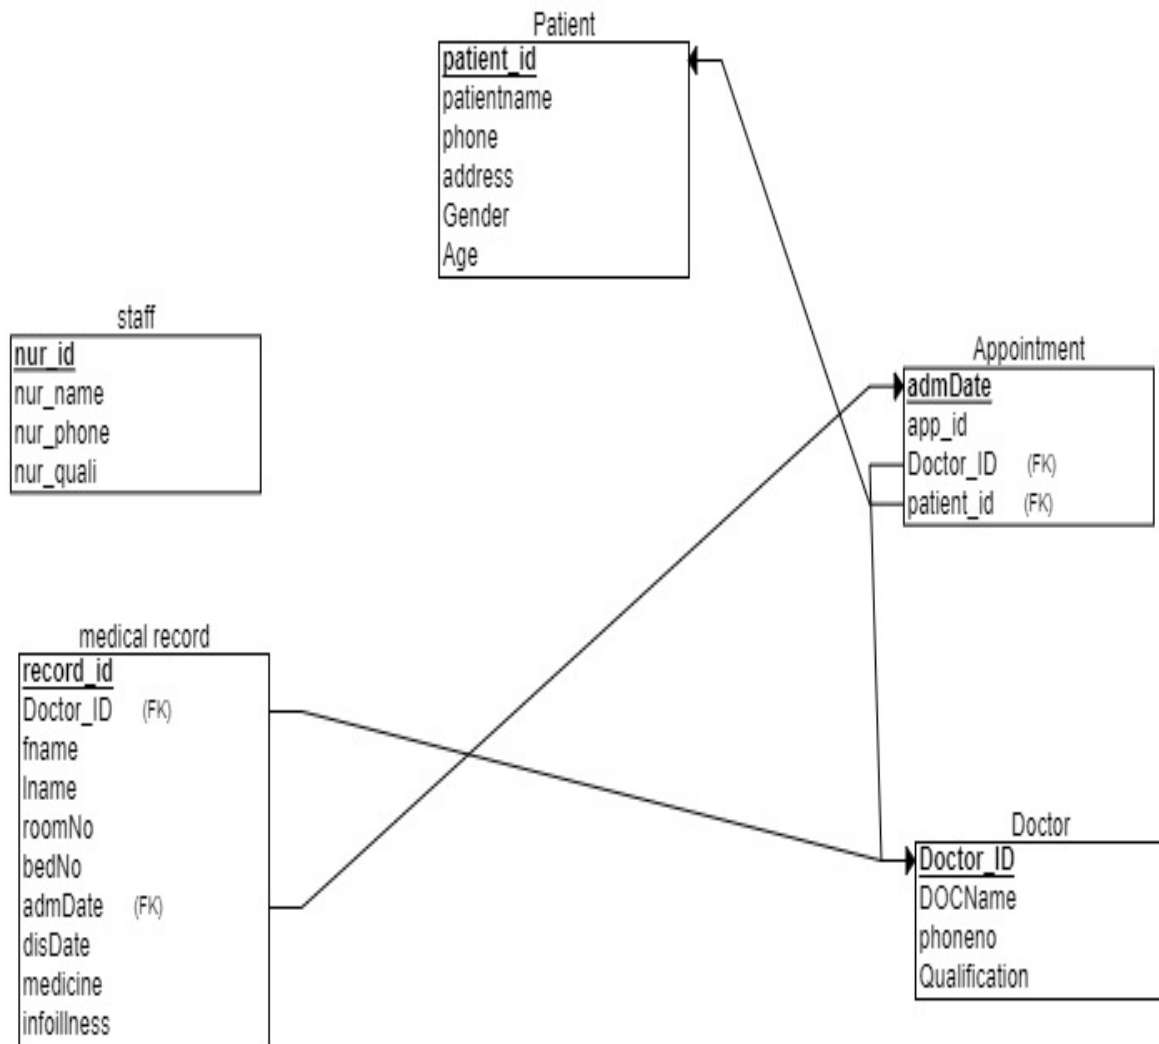 Patient
patient_id
patientname
phone
address
Gender
Age
staff
nur_id
nur_name
nur_phone
nur_quali
Appointment
admDate
app_id
Doctor_ID (FK)
patient_id (FK)
medical record
record_id
Doctor_ID (FK)
fname
lname
roomNo
bedNo
admDate (FK)
disDate
medicine
infoillness
Doctor
Doctor_ID
DOCName
phoneno
Qualification